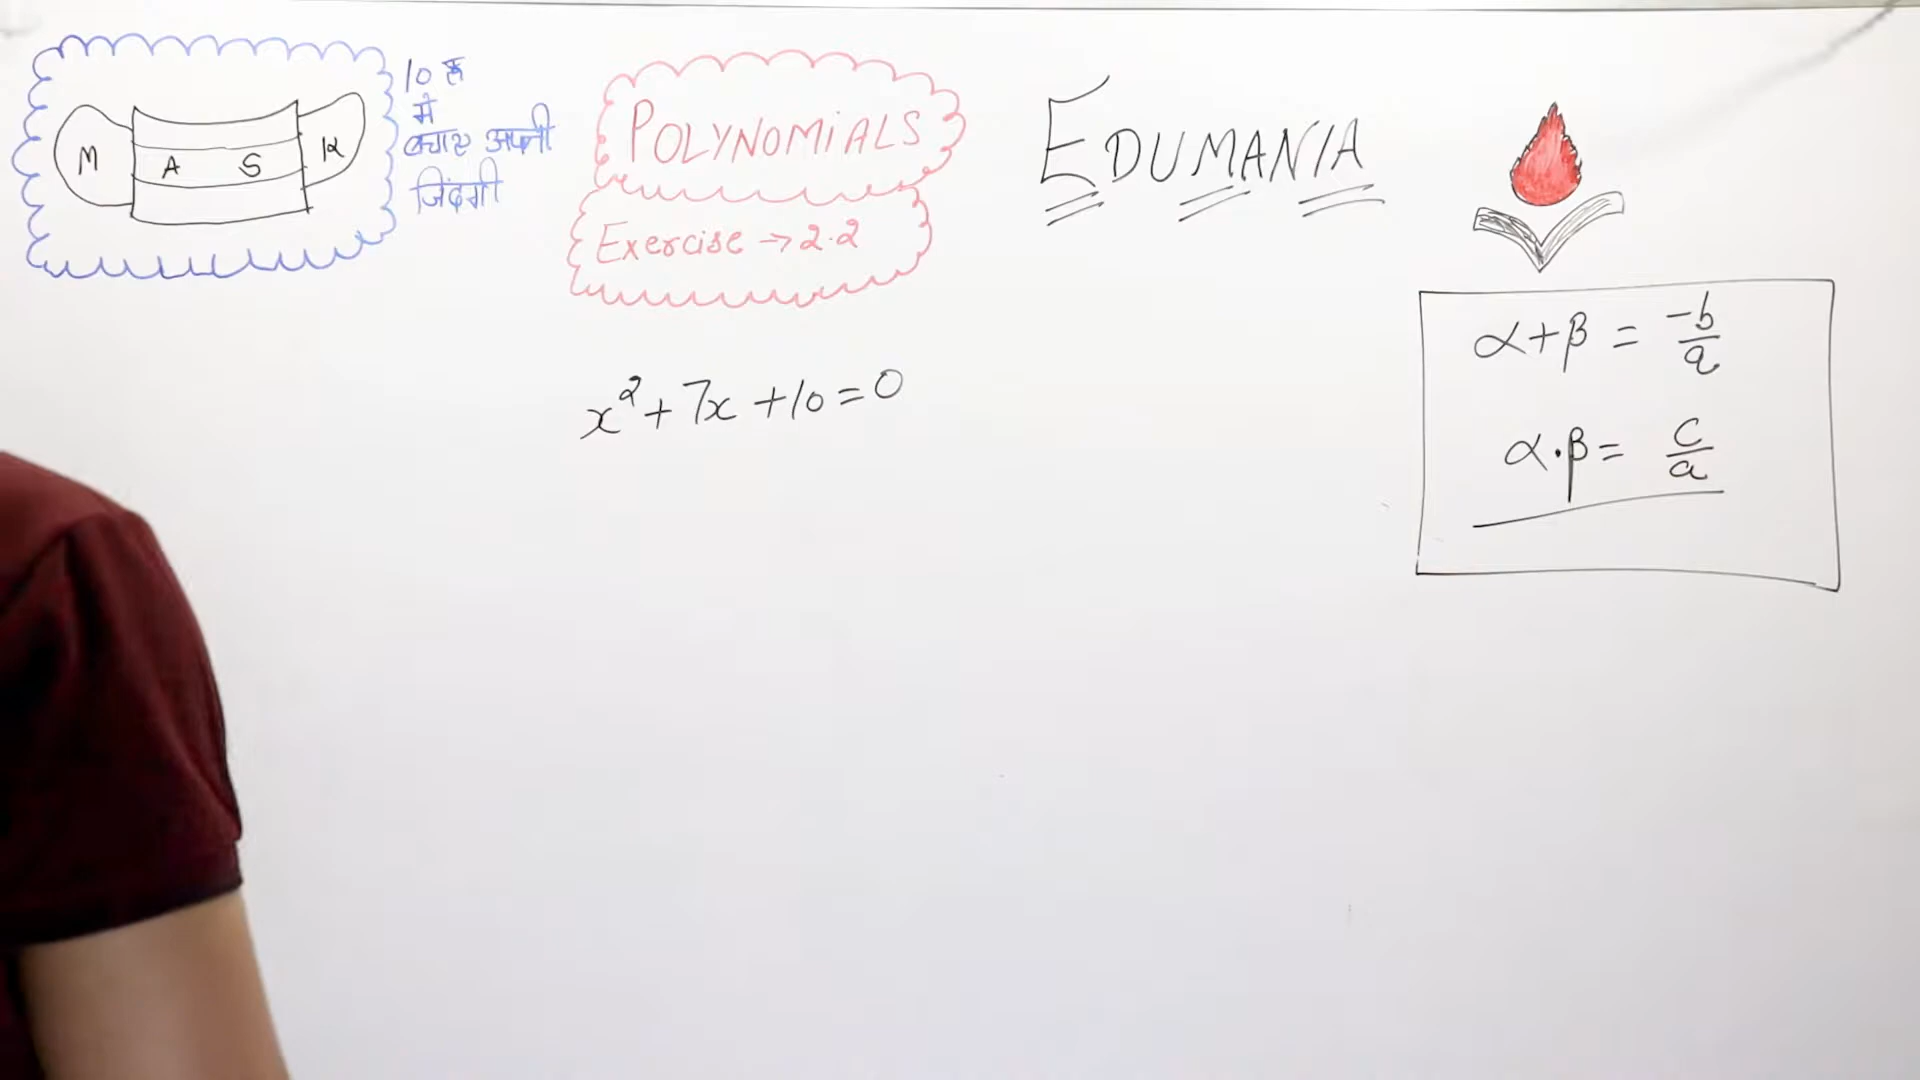 M A S K
10 रु
में
बचाए अपनी
जिंदगी
POLYNOMiALS
Exercise → 2.2
EDUMANIA
x² + 7x + 10 = 0
α + β = -b/a
α · β = c/a